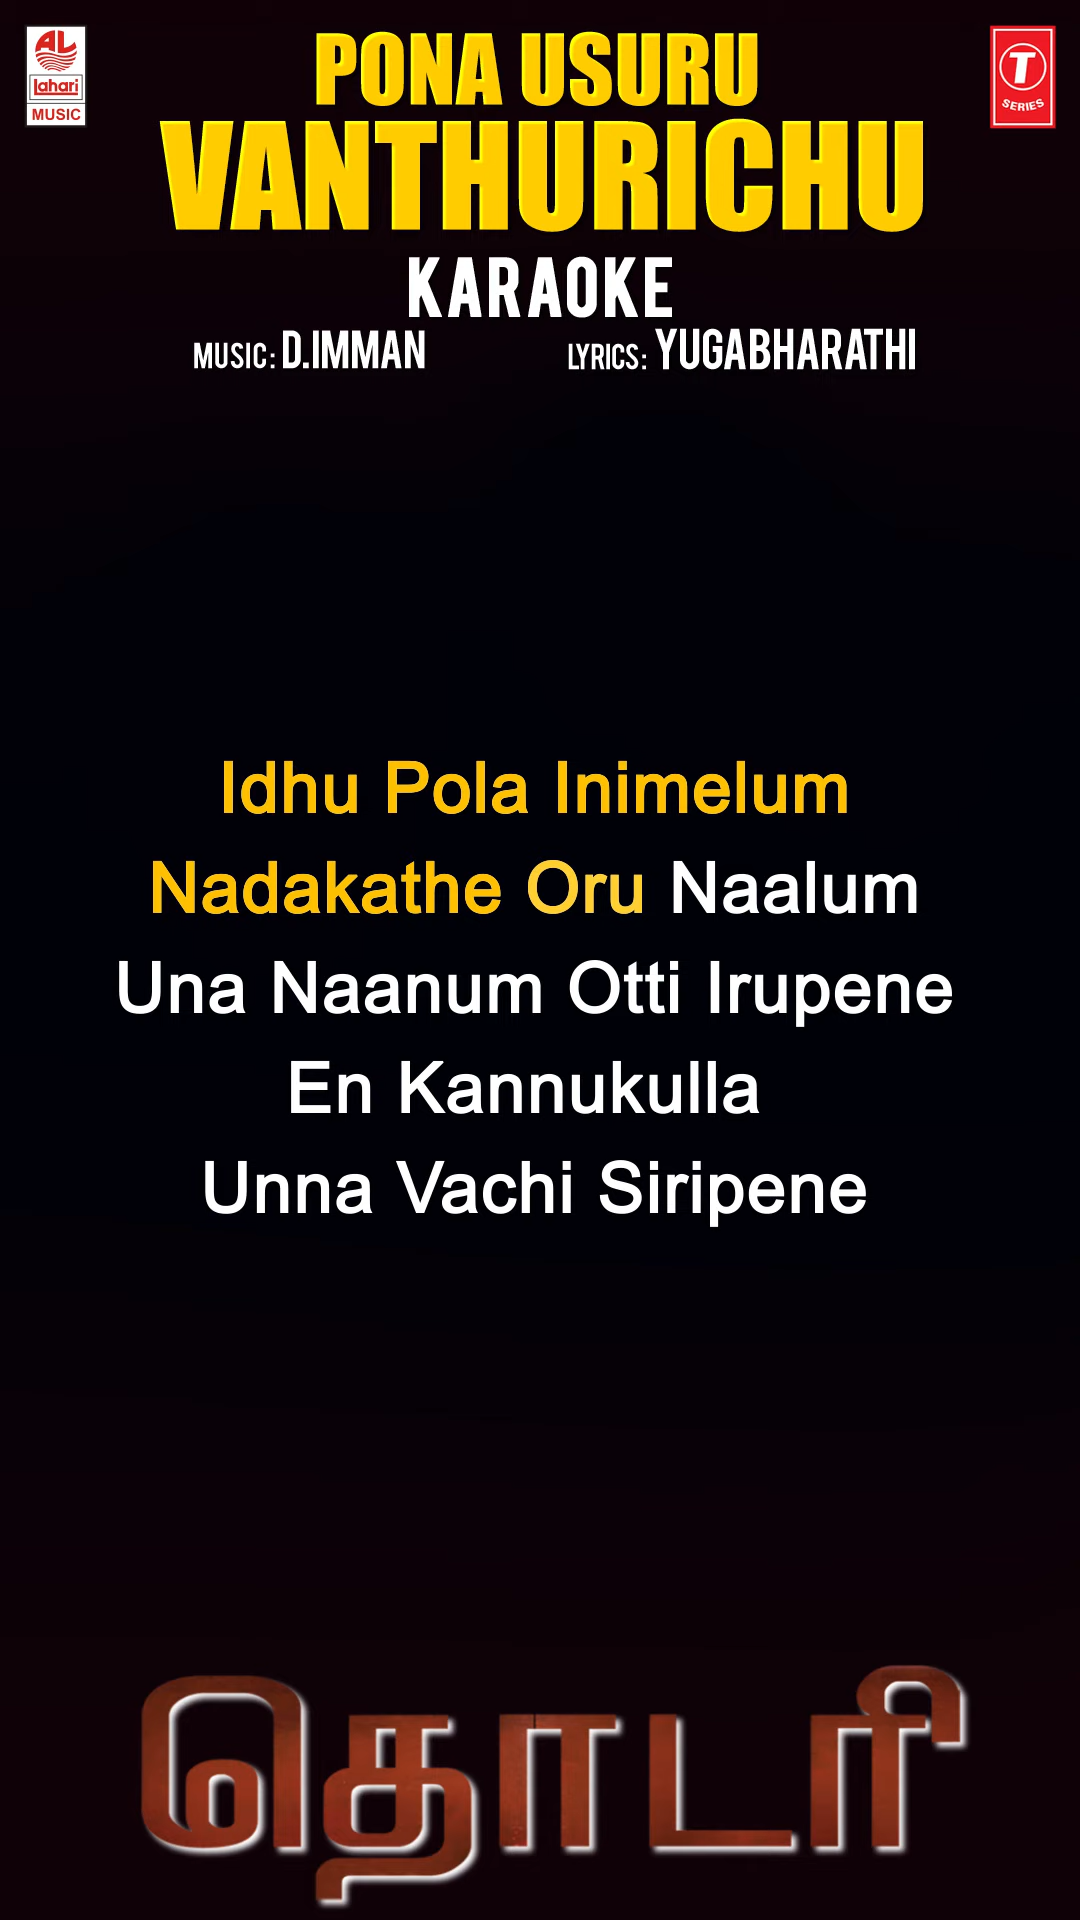 AL
lahari
MUSIC
T
SERIES
PONA USURU
VANTHURICHU
KARAOKE
MUSIC: D.IMMAN
LYRICS: YUGABHARATHI
Idhu Pola Inimelum
Nadakathe Oru Naalum
Una Naanum Otti Irupene
En Kannukulla
Unna Vachi Siripene
தொடரி